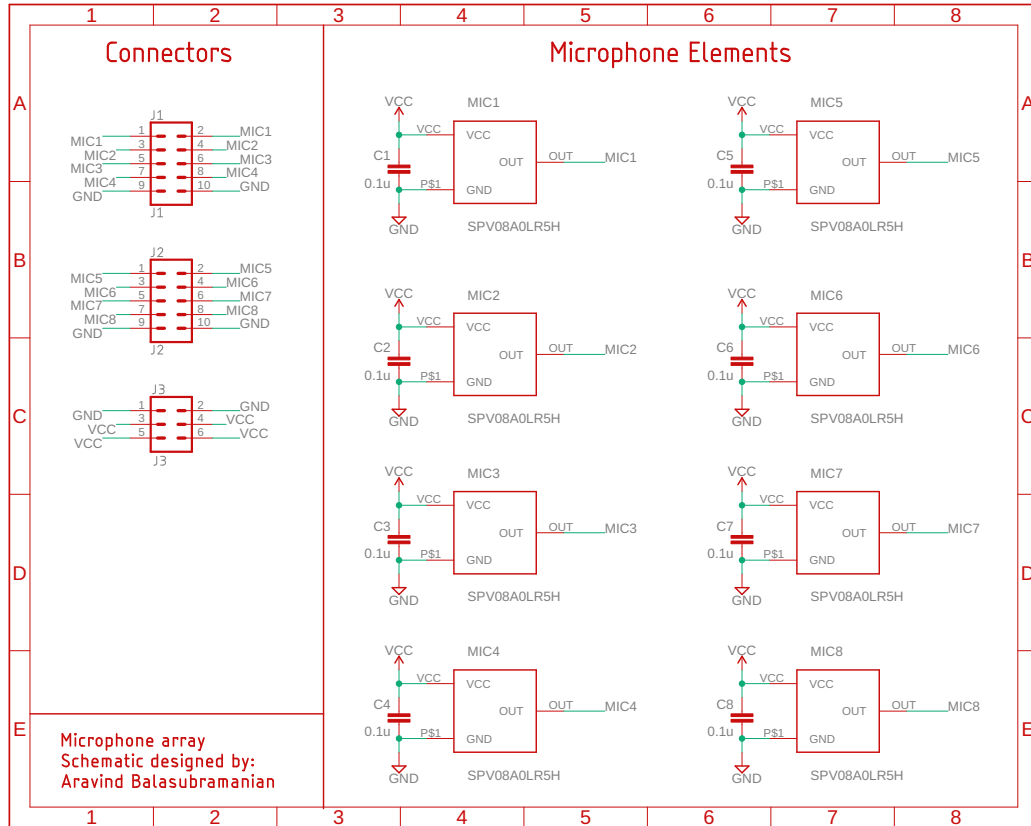 1 2 3 4 5 6 7 8
Connectors
Microphone Elements
A A
J1
1 2 MIC1
MIC1 3 4 MIC2
MIC2 5 6 MIC3
MIC3 7 8 MIC4
MIC4 9 10 GND
GND
J1
VCC MIC1
VCC VCC
C1 OUT OUT MIC1
0.1u P$1 GND
GND SPV08A0LR5H
VCC MIC5
VCC VCC
C5 OUT OUT MIC5
0.1u P$1 GND
GND SPV08A0LR5H
B B
J2
1 2 MIC5
MIC5 3 4 MIC6
MIC6 5 6 MIC7
MIC7 7 8 MIC8
MIC8 9 10 GND
GND
J2
VCC MIC2
VCC VCC
C2 OUT OUT MIC2
0.1u P$1 GND
GND SPV08A0LR5H
VCC MIC6
VCC VCC
C6 OUT OUT MIC6
0.1u P$1 GND
GND SPV08A0LR5H
C C
J3
1 2 GND
GND 3 4 VCC
VCC 5 6 VCC
VCC
J3
VCC MIC3
VCC VCC
C3 OUT OUT MIC3
0.1u P$1 GND
GND SPV08A0LR5H
VCC MIC7
VCC VCC
C7 OUT OUT MIC7
0.1u P$1 GND
GND SPV08A0LR5H
D D
VCC MIC4
VCC VCC
C4 OUT OUT MIC4
0.1u P$1 GND
GND SPV08A0LR5H
VCC MIC8
VCC VCC
C8 OUT OUT MIC8
0.1u P$1 GND
GND SPV08A0LR5H
E E
Microphone array
Schematic designed by:
Aravind Balasubramanian
1 2 3 4 5 6 7 8